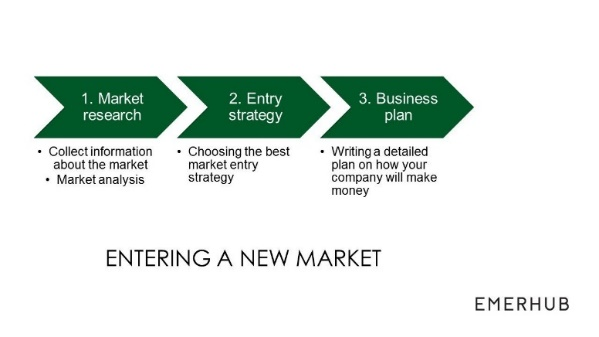 1. Market
research
2. Entry
strategy
3. Business
plan
• Collect information
about the market
• Market analysis
• Choosing the best
market entry
strategy
• Writing a detailed
plan on how your
company will make
money
ENTERING A NEW MARKET
EMERHUB